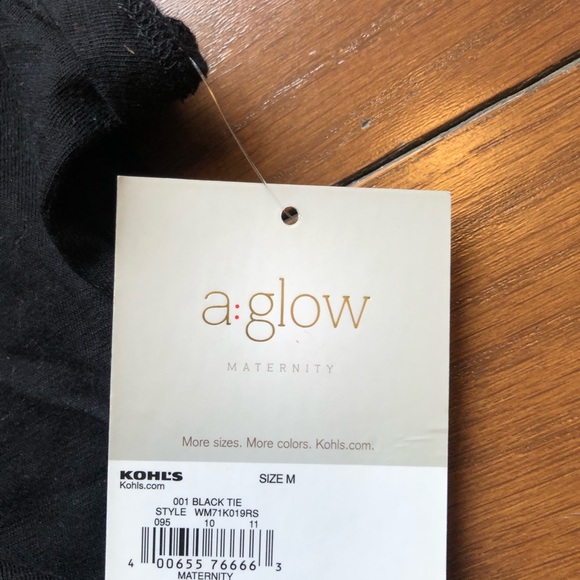 a:glow
MATERNITY
More sizes. More colors. Kohls.com.
KOHL'S SIZE M
Kohls.com
001 BLACK TIE
STYLE WM71K019RS
095 10 11
4 00655 76666 3
MATERNITY